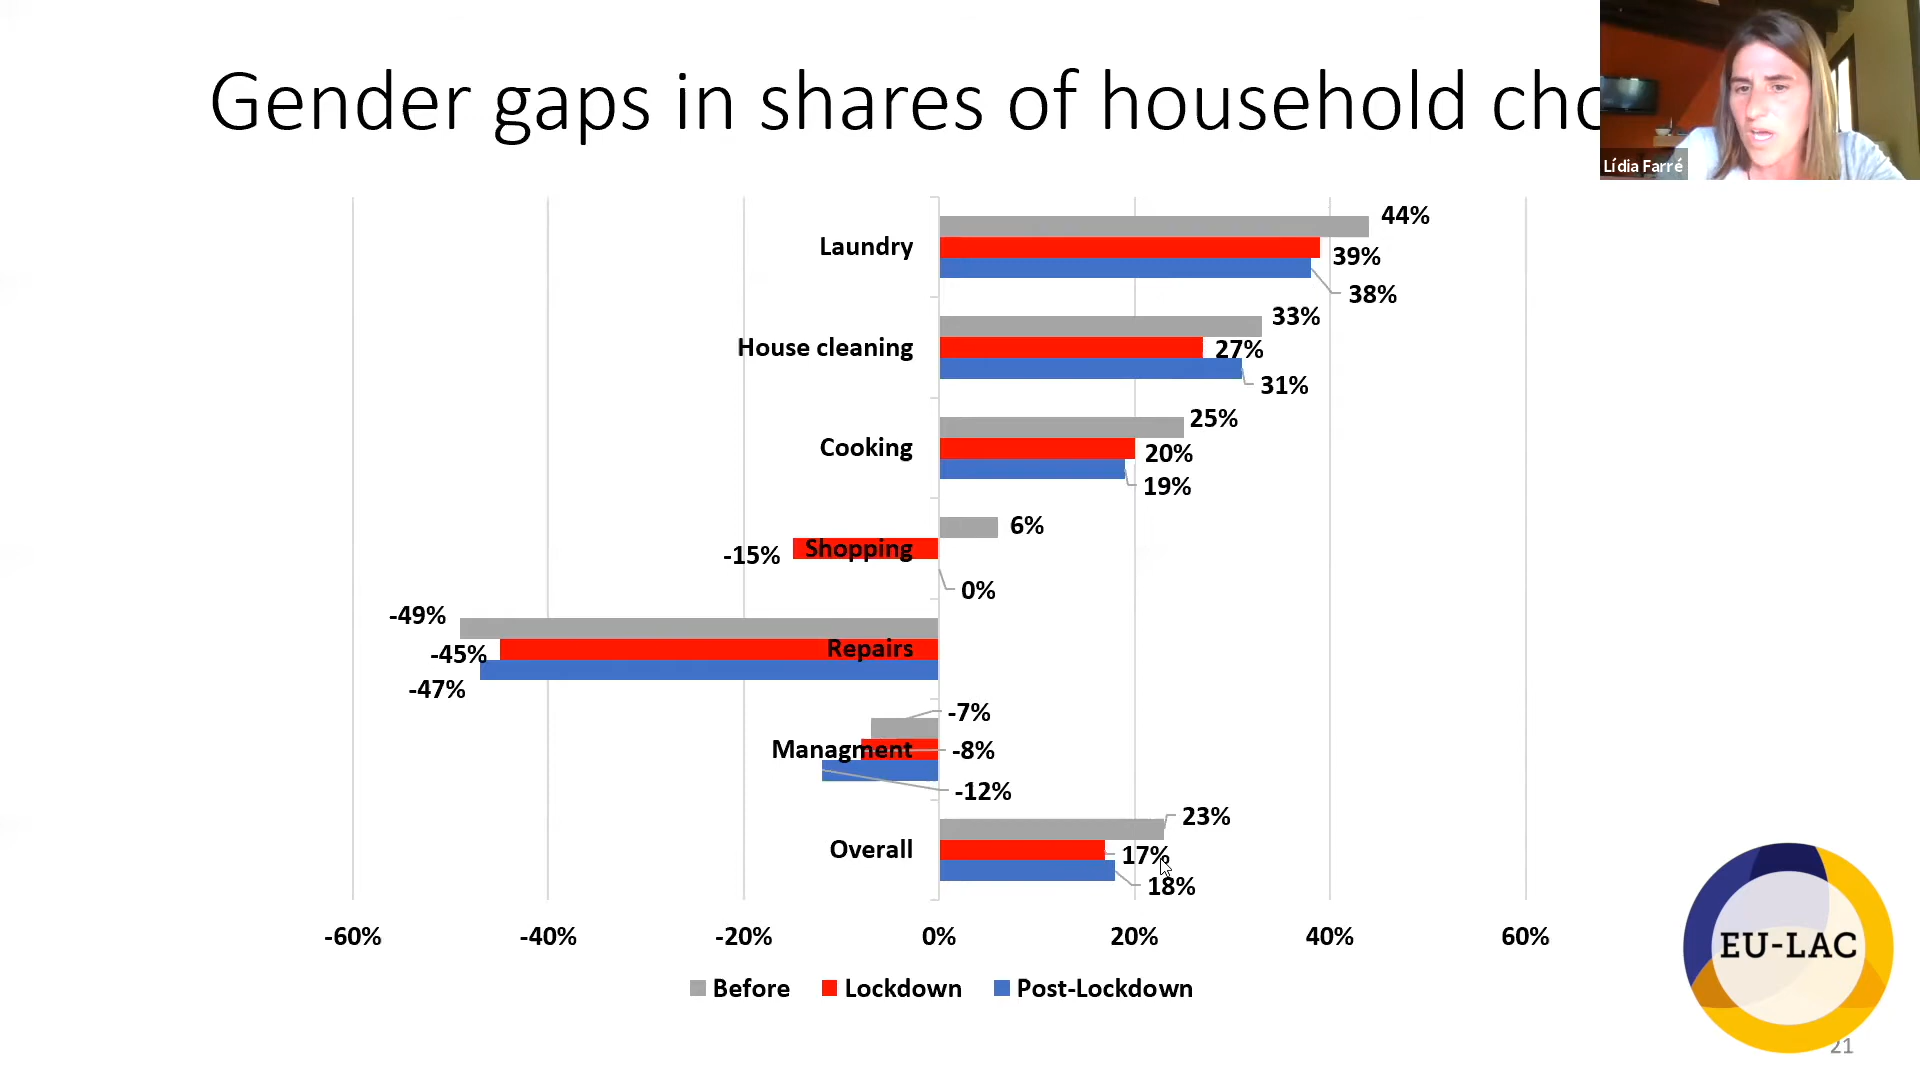 Gender gaps in shares of household cho
Lídia Farré
Laundry
44%
39%
38%
House cleaning
33%
27%
31%
Cooking
25%
20%
19%
Shopping
6%
-15%
0%
Repairs
-49%
-45%
-47%
Managment
-7%
-8%
-12%
Overall
23%
17%
18%
-60% -40% -20% 0% 20% 40% 60%
Before Lockdown Post-Lockdown
EU-LAC
21